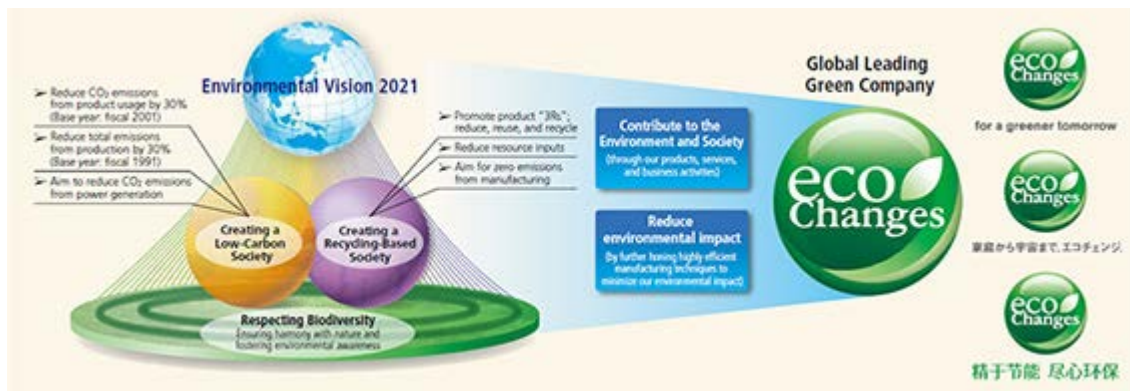 Environmental Vision 2021
➢ Reduce CO₂ emissions
from product usage by 30%
(Base year: fiscal 2001)
➢ Reduce total emissions
from production by 30%
(Base year: fiscal 1991)
➢ Aim to reduce CO₂ emissions
from power generation
➢ Promote product "3Rs";
reduce, reuse, and recycle
➢ Reduce resource inputs
➢ Aim for zero emissions
from manufacturing
Creating a
Low-Carbon
Society
Creating a
Recycling-Based
Society
Respecting Biodiversity
Ensuring harmony with nature and
fostering environmental awareness
Contribute to the
Environment and Society
(through our products, services,
and business activities)
Reduce
environmental impact
(by further honing highly efficient
manufacturing techniques to
minimize our environmental impact)
Global Leading
Green Company
eco
Changes
eco
Changes
for a greener tomorrow
eco
Changes
家庭から宇宙まで、エコチェンジ。
eco
Changes
精于节能 尽心环保